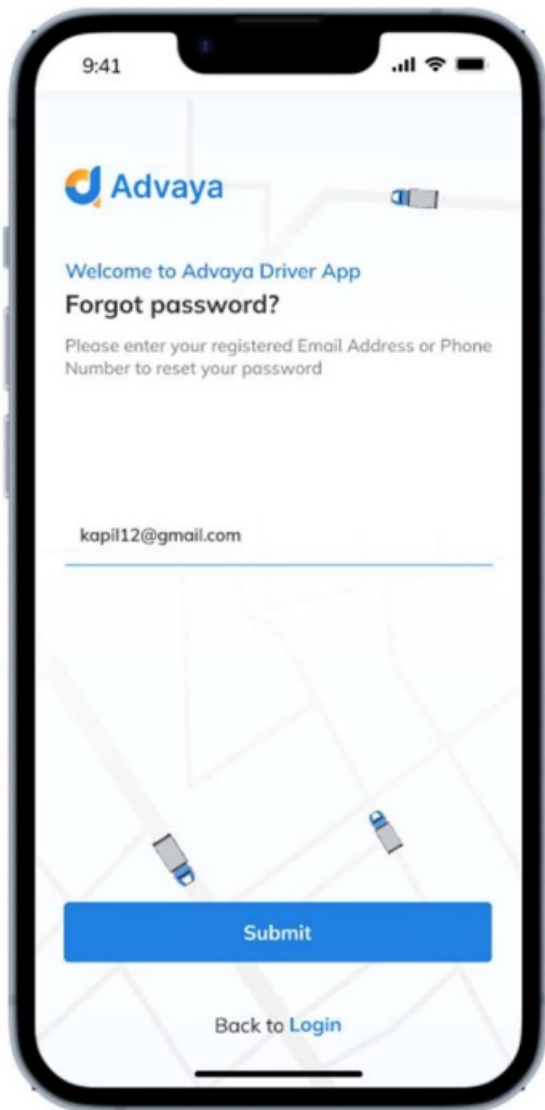 9:41
Advaya
Welcome to Advaya Driver App
Forgot password?
Please enter your registered Email Address or Phone
Number to reset your password
kapil12@gmail.com
Submit
Back to Login